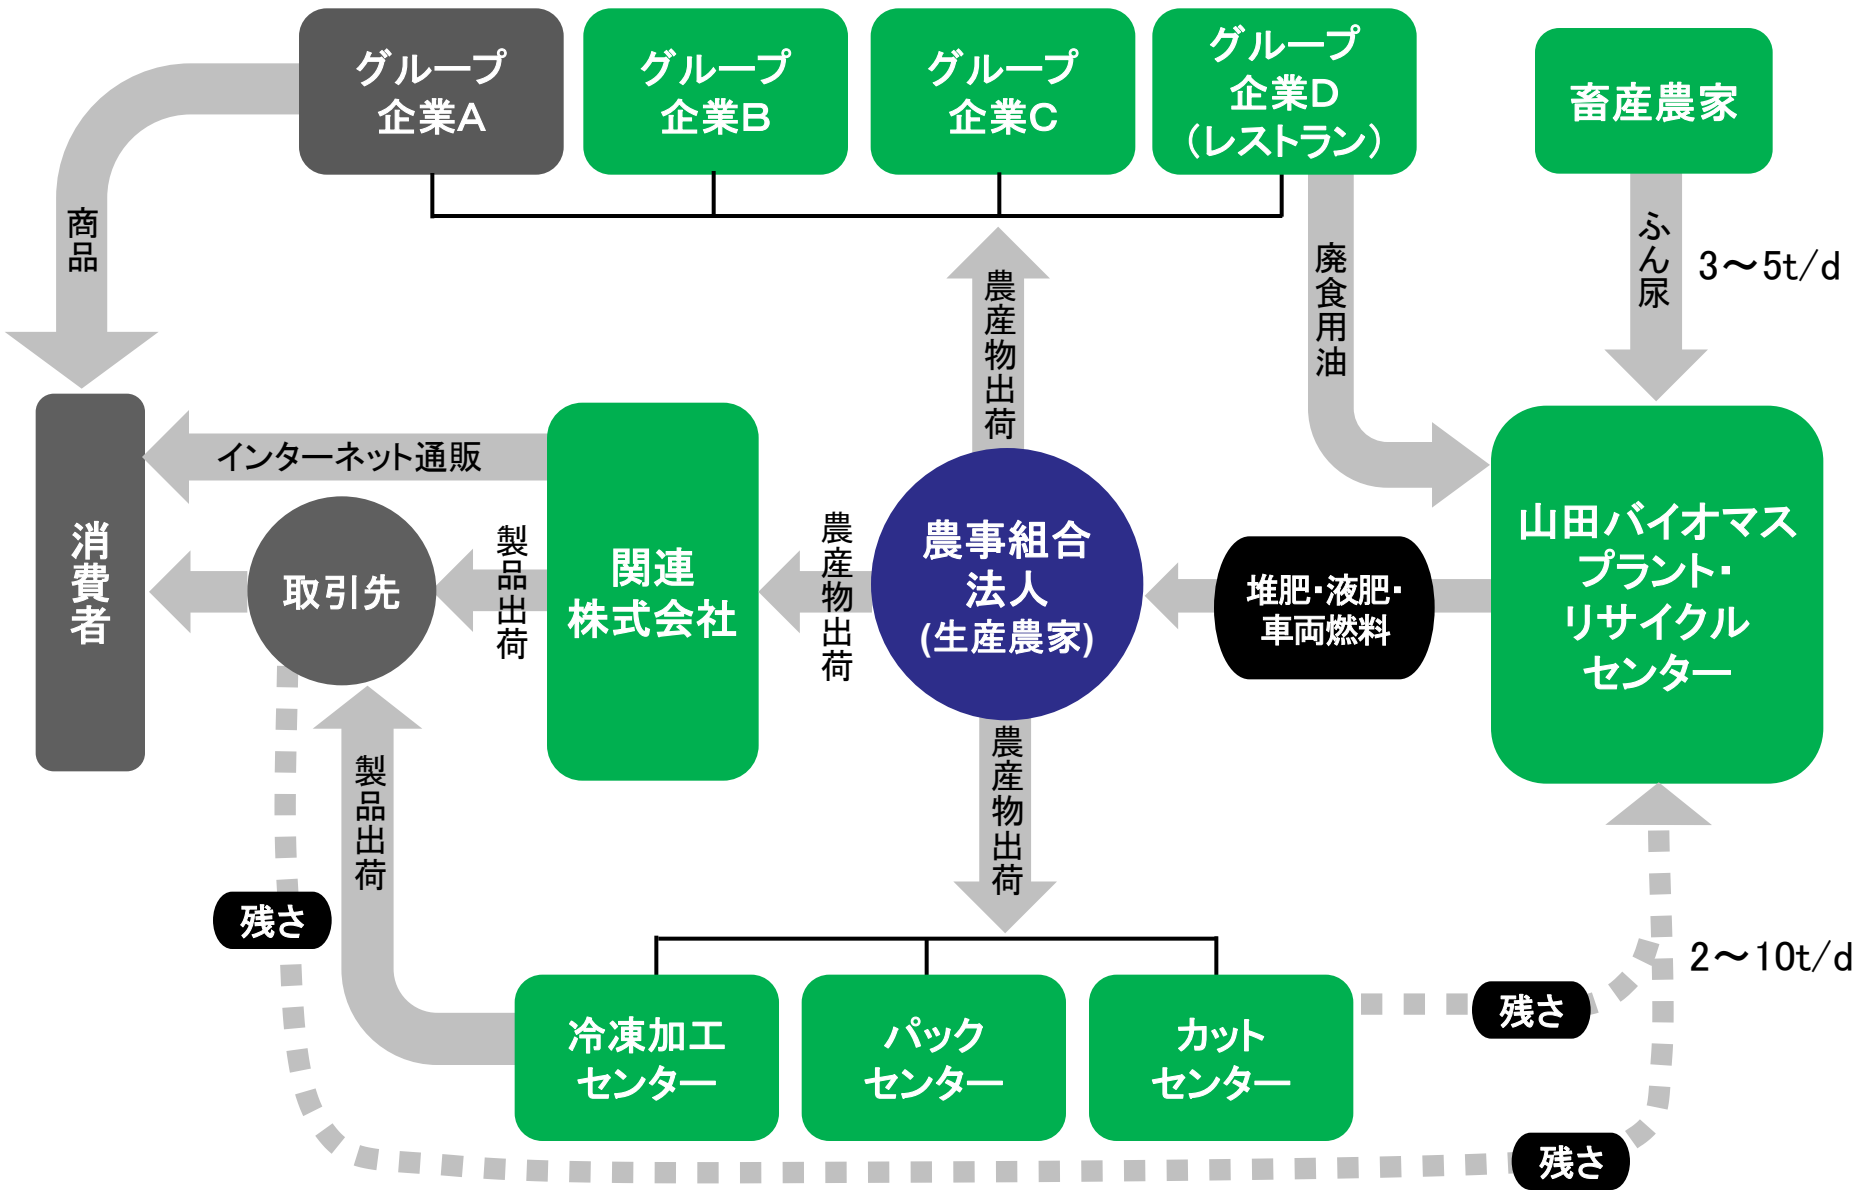 グループ
企業A
グループ
企業B
グループ
企業C
グループ
企業D
（レストラン）
畜産農家
商品
農産物出荷
廃食用油
ふん尿
3～5t/d
消費者
インターネット通販
取引先
製品出荷
関連
株式会社
農産物出荷
農事組合
法人
(生産農家)
堆肥・液肥・
車両燃料
山田バイオマス
プラント・
リサイクル
センター
製品出荷
農産物出荷
残さ
2～10t/d
冷凍加工
センター
パック
センター
カット
センター
残さ
残さ